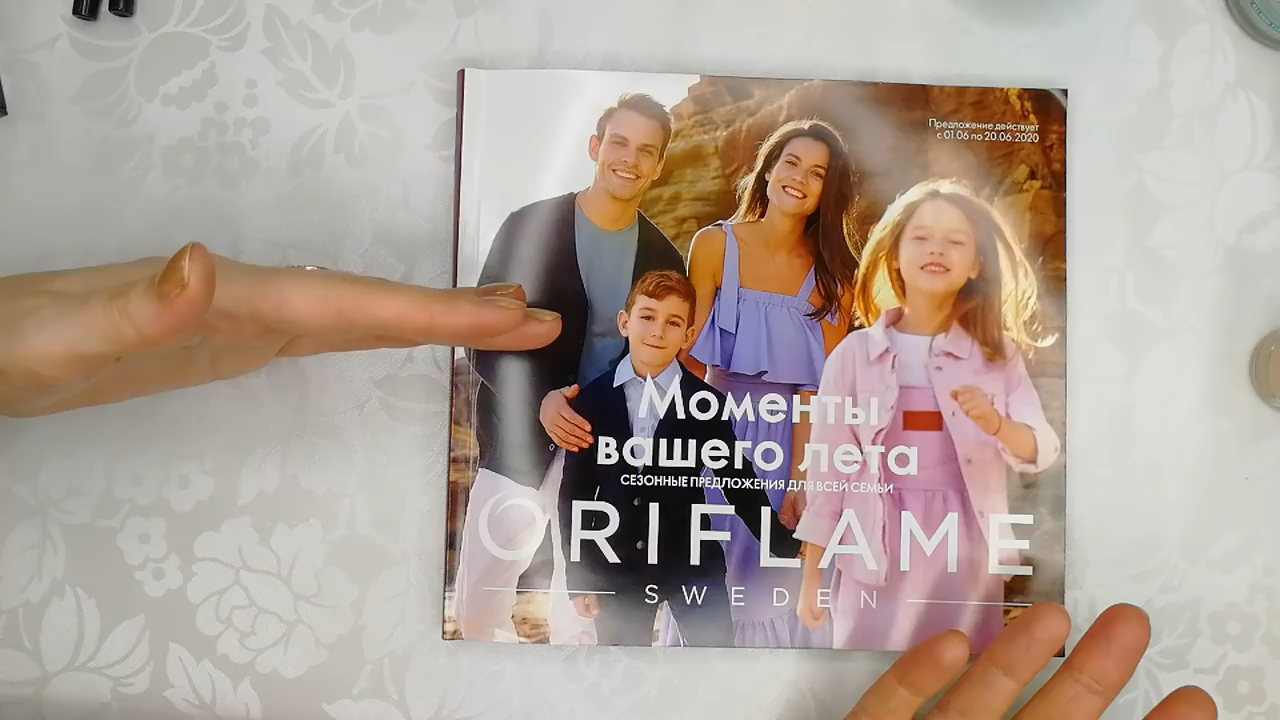 Предложение действует
с 01.06 по 20.06.2020
Моменты
вашего лета
СЕЗОННЫЕ ПРЕДЛОЖЕНИЯ ДЛЯ ВСЕЙ СЕМЬИ
ORIFLAME
SWEDEN